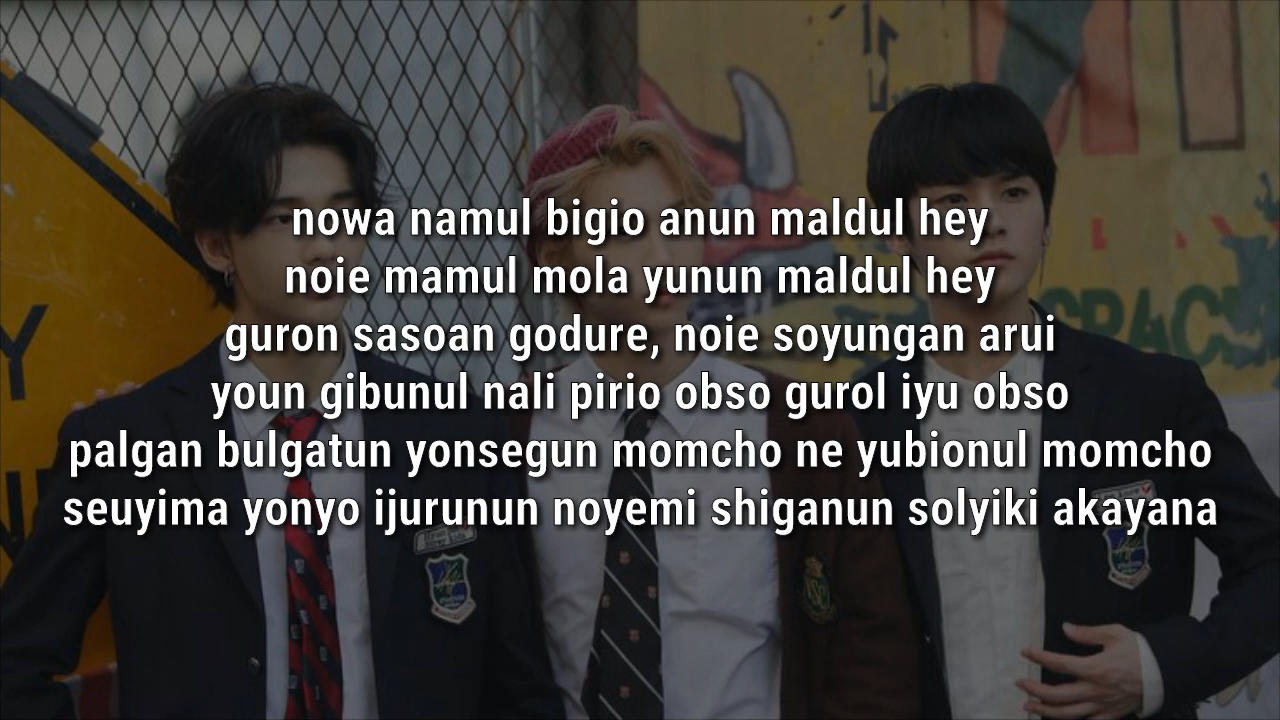 nowa namul bigio anun maldul hey
noie mamul mola yunun maldul hey
guron sasoan godure, noie soyungan arui
youn gibunul nali pirio obso gurol iyu obso
palgan bulgatun yonsegun momcho ne yubionul momcho
seuyima yonyo ijurunun noyemi shiganun solyiki akayana